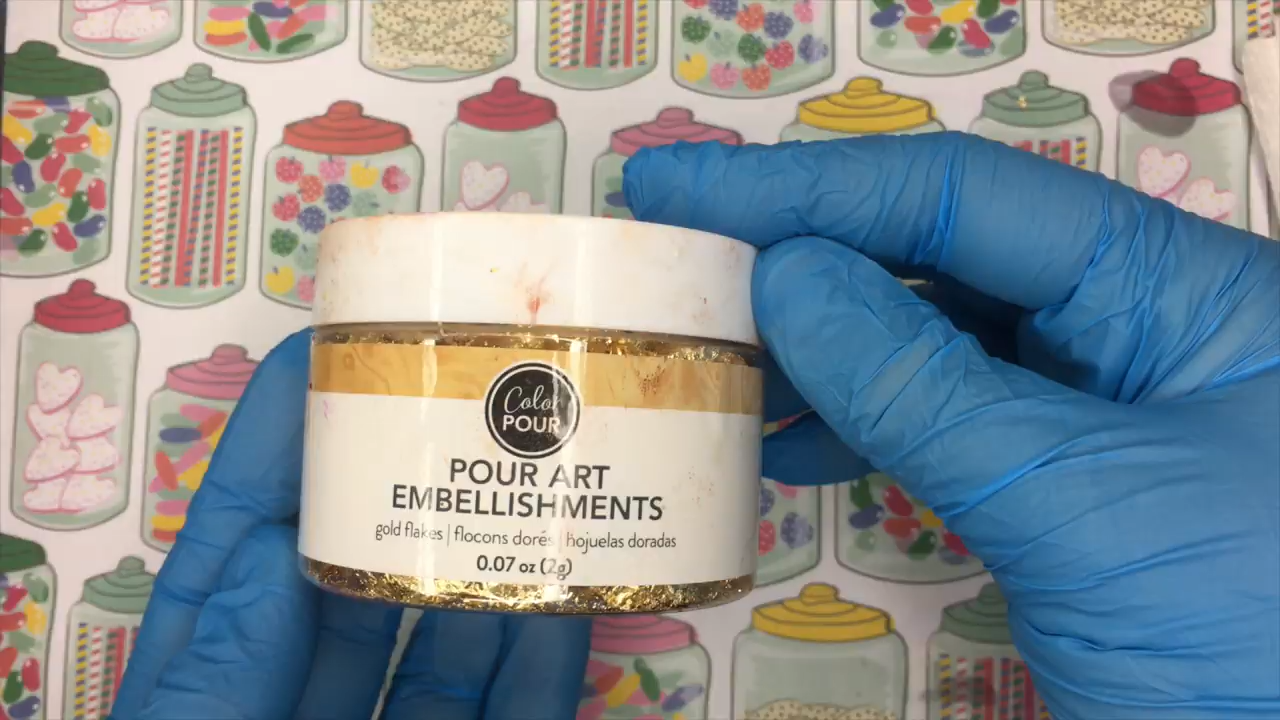 Color
POUR
POUR ART
EMBELLISHMENTS
gold flakes | flocons dorés | hojuelas doradas
0.07 oz (2g)